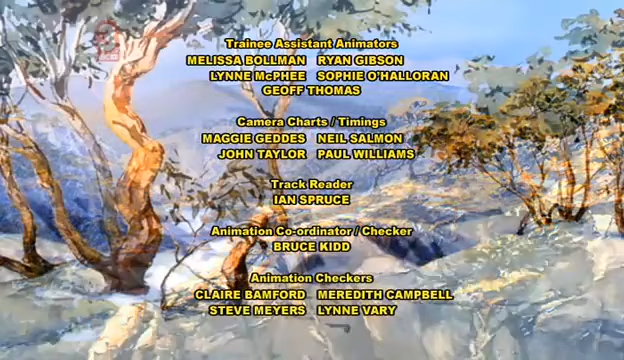 Trainee Assistant Animators
MELISSA BOLLMAN RYAN GIBSON
LYNNE McPHEE SOPHIE O'HALLORAN
GEOFF THOMAS
Camera Charts / Timings
MAGGIE GEDDES NEIL SALMON
JOHN TAYLOR PAUL WILLIAMS
Track Reader
IAN SPRUCE
Animation Co-ordinator / Checker
BRUCE KIDD
Animation Checkers
CLAIRE BAMFORD MEREDITH CAMPBELL
STEVE MEYERS LYNNE VARY